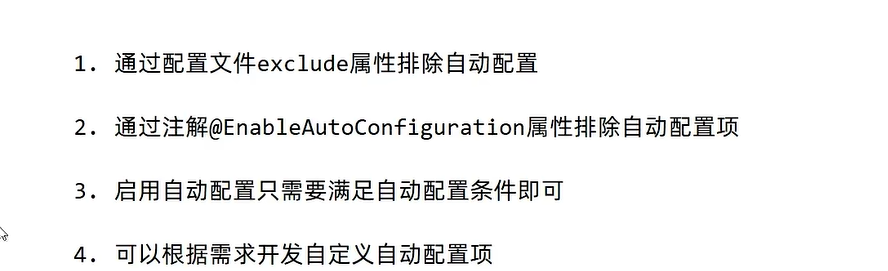 1. 通过配置文件exclude属性排除自动配置
2. 通过注解@EnableAutoConfiguration属性排除自动配置项
3. 启用自动配置只需要满足自动配置条件即可
4. 可以根据需求开发自定义自动配置项